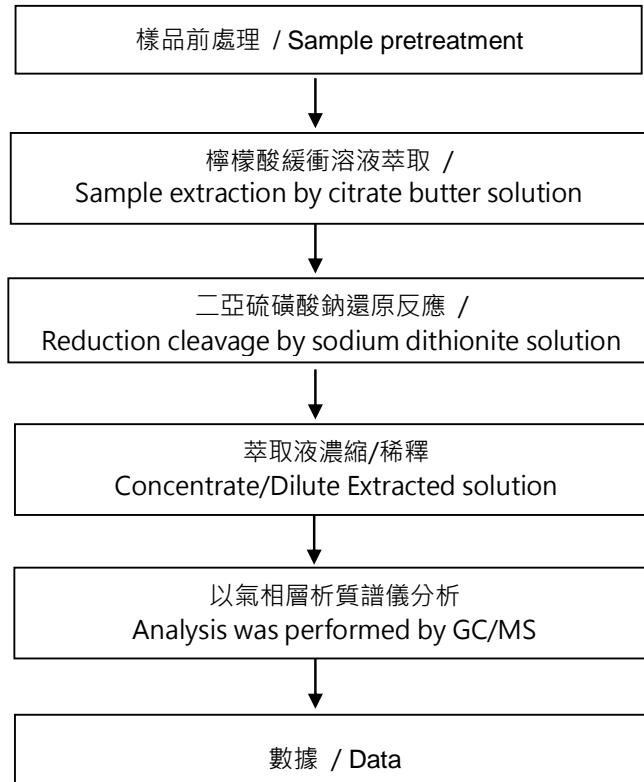 樣品前處理 / Sample pretreatment
檸檬酸緩衝溶液萃取 /
Sample extraction by citrate butter solution
二亞硫磺酸鈉還原反應 /
Reduction cleavage by sodium dithionite solution
萃取液濃縮/稀釋
Concentrate/Dilute Extracted solution
以氣相層析質譜儀分析
Analysis was performed by GC/MS
數據 / Data